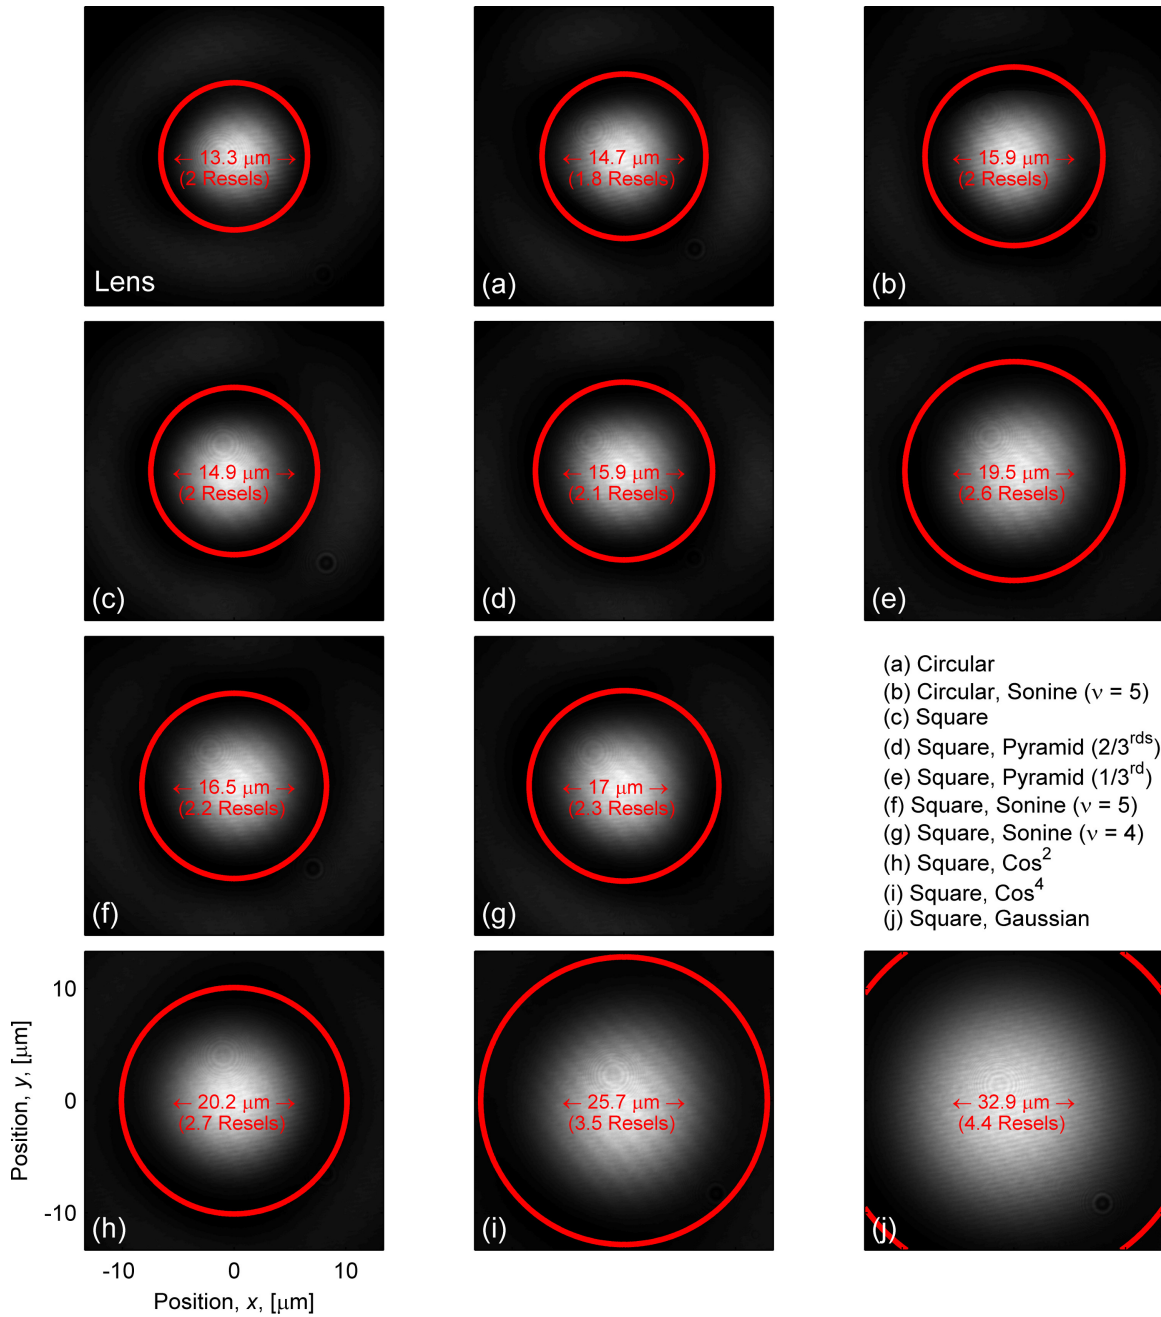 ← 13.3 μm →
(2 Resels)
Lens
← 14.7 μm →
(1.8 Resels)
(a)
← 15.9 μm →
(2 Resels)
(b)
← 14.9 μm →
(2 Resels)
(c)
← 15.9 μm →
(2.1 Resels)
(d)
← 19.5 μm →
(2.6 Resels)
(e)
← 16.5 μm →
(2.2 Resels)
(f)
← 17 μm →
(2.3 Resels)
(g)
(a) Circular
(b) Circular, Sonine (ν = 5)
(c) Square
(d) Square, Pyramid (2/3rds)
(e) Square, Pyramid (1/3rd)
(f) Square, Sonine (ν = 5)
(g) Square, Sonine (ν = 4)
(h) Square, Cos2
(i) Square, Cos4
(j) Square, Gaussian
10
0
-10
Position, y, [μm]
← 20.2 μm →
(2.7 Resels)
(h)
-10 0 10
Position, x, [μm]
← 25.7 μm →
(3.5 Resels)
(i)
← 32.9 μm →
(4.4 Resels)
(j)